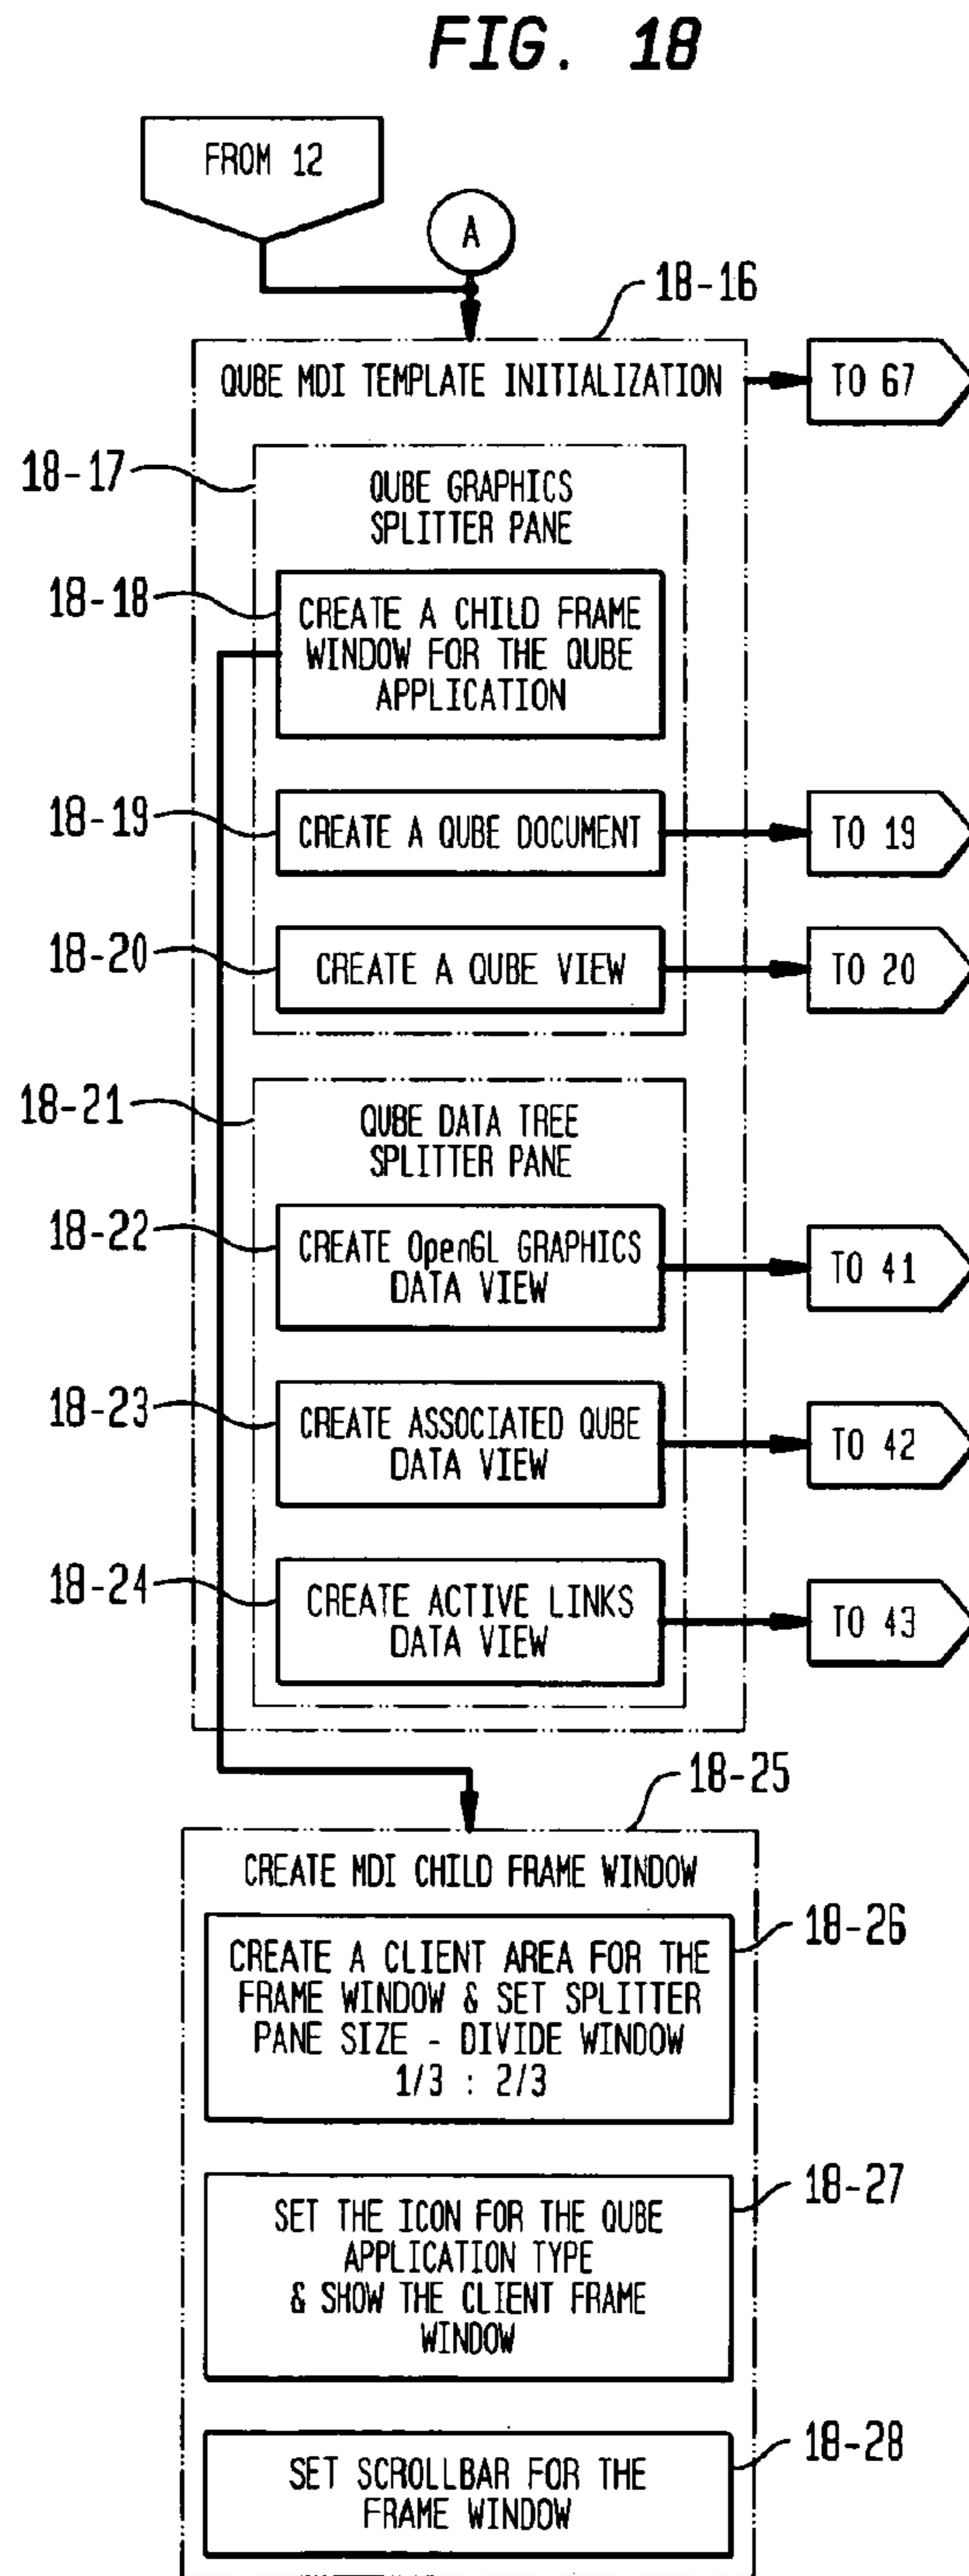 FIG. 18
FROM 12
A
18-16
QUBE MDI TEMPLATE INITIALIZATION
TO 67
18-17
QUBE GRAPHICS
SPLITTER PANE
18-18
CREATE A CHILD FRAME
WINDOW FOR THE QUBE
APPLICATION
18-19
CREATE A QUBE DOCUMENT
TO 19
18-20
CREATE A QUBE VIEW
TO 20
18-21
QUBE DATA TREE
SPLITTER PANE
18-22
CREATE OpenGL GRAPHICS
DATA VIEW
TO 41
18-23
CREATE ASSOCIATED QUBE
DATA VIEW
TO 42
18-24
CREATE ACTIVE LINKS
DATA VIEW
TO 43
18-25
CREATE MDI CHILD FRAME WINDOW
18-26
CREATE A CLIENT AREA FOR THE
FRAME WINDOW & SET SPLITTER
PANE SIZE - DIVIDE WINDOW
1/3 : 2/3
18-27
SET THE ICON FOR THE QUBE
APPLICATION TYPE
& SHOW THE CLIENT FRAME
WINDOW
18-28
SET SCROLLBAR FOR THE
FRAME WINDOW